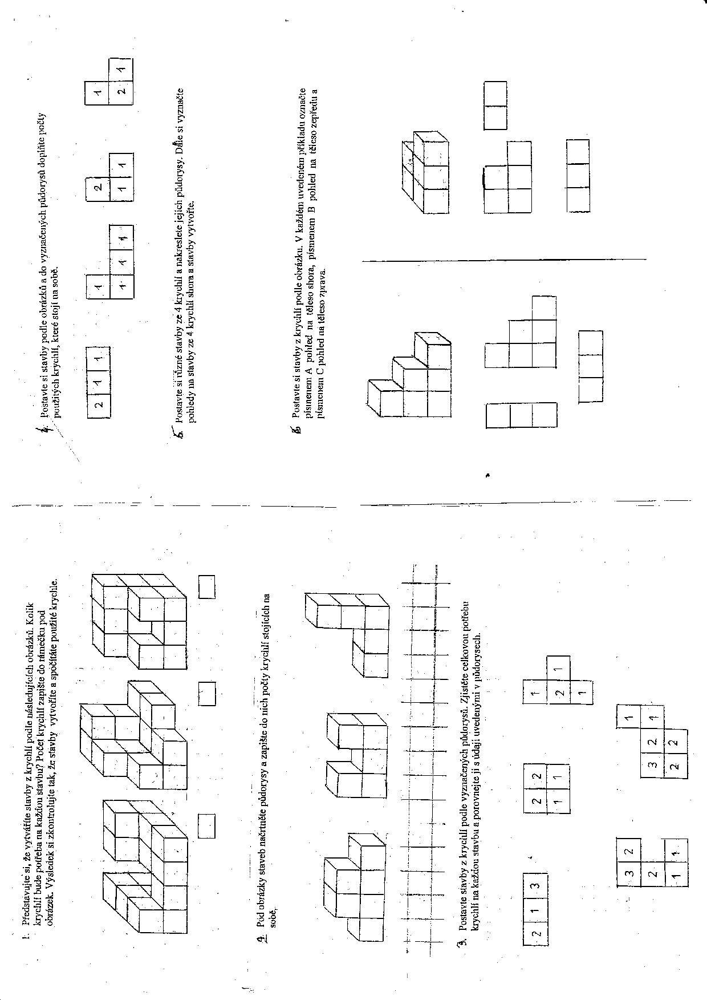 1. Představujte si, že vytváříte stavby z krychlí podle následujících obrázků. Kolik
krychlí bude potřeba na každou stavbu? Počet krychlí zapište do rámečku pod
obrázek. Výsledek si zkontrolujte tak, že stavby vytvoříte a spočítáte použité krychle.
2. Pod obrázky staveb načrtněte půdorysy a zapište do nich počty krychlí stojících na
sobě.
3. Postavte stavby z krychlí podle vyznačených půdorysů. Zjistěte celkovou potřebu
krychlí na každou stavbu a porovnejte ji s údaji uvedenými v půdorysech.
2 1 3
2 2
1 1
1
2 1
1
3 2
2
1 1
1
3 2 1
2 2
4. Postavte si stavby podle obrázků a do vyznačených půdorysů doplňte počty
použitých krychlí, které stojí na sobě.
2 1 1
1
1 1 1
2
1 1
1
2 1
5. Postavte si různé stavby ze 4 krychlí a nakreslete jejich půdorysy. Dále si vyznačte
pohledy na stavby ze 4 krychlí shora a stavby vytvořte.
6 Postavte si stavby z krychlí podle obrázku. V každém uvedeném příkladu označte
písmenem A pohled na těleso shora, písmenem B pohled na těleso zepředu a
písmenem C pohled na těleso zprava.